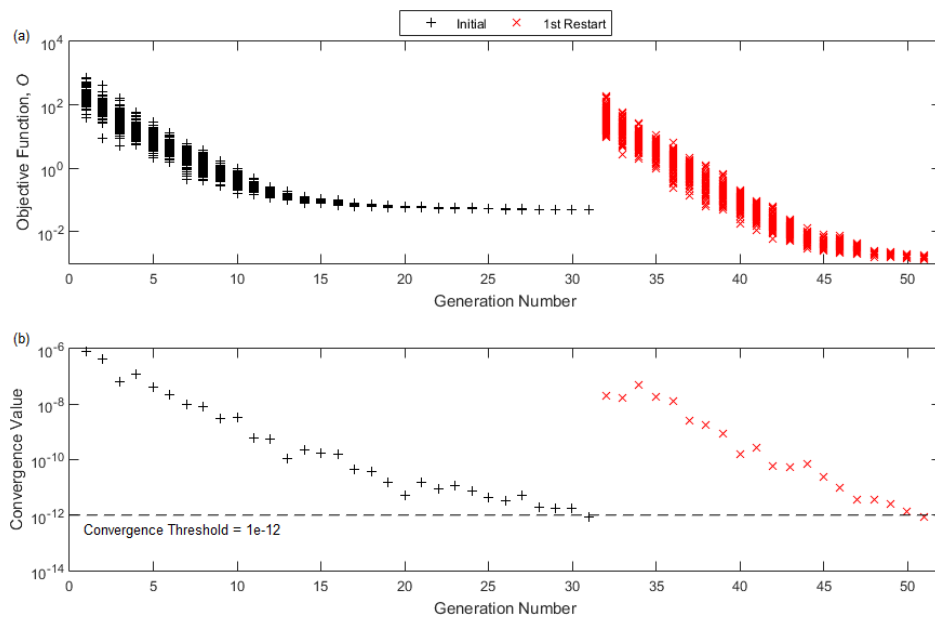 Initial 1st Restart
(a)
10^4
10^2
10^0
10^-2
Objective Function, O
0 5 10 15 20 25 30 35 40 45 50
Generation Number
(b)
10^-6
10^-8
10^-10
10^-12
10^-14
Convergence Value
Convergence Threshold = 1e-12
0 5 10 15 20 25 30 35 40 45 50
Generation Number